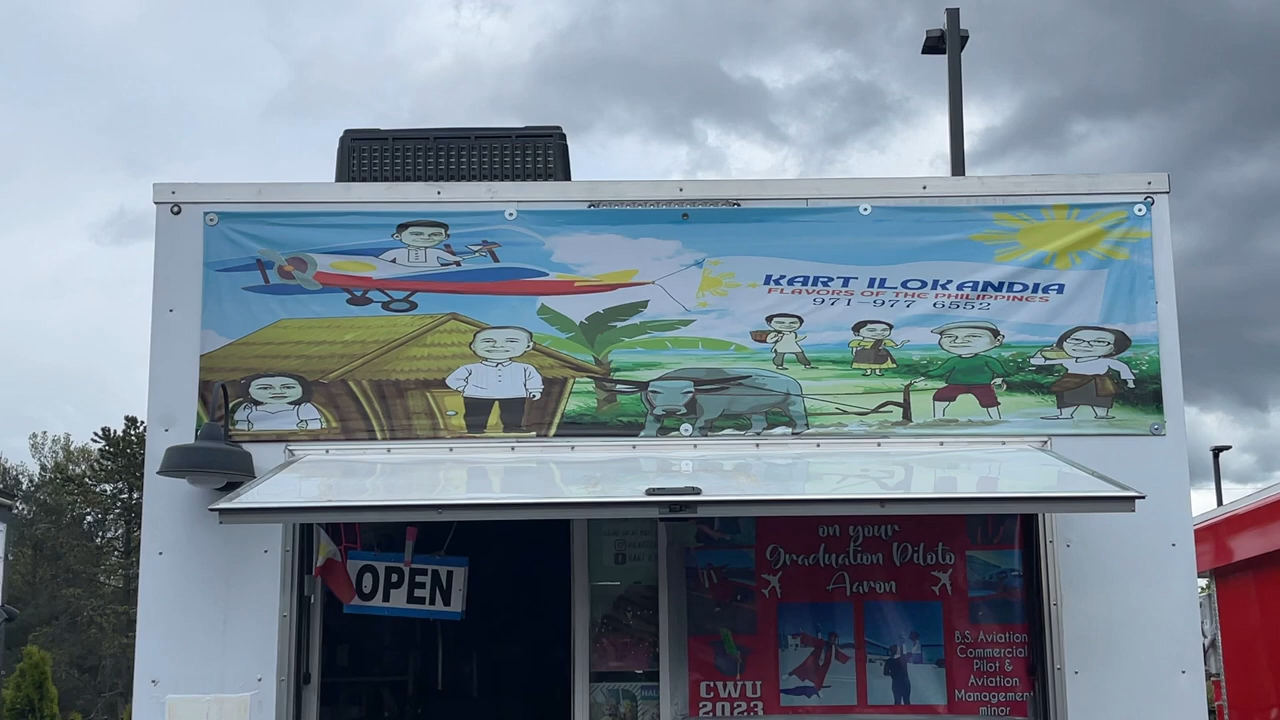 KART ILOKANDIA
FLAVORS OF THE PHILIPPINES
971-977 6552
OPEN
on your
Graduation Piloto
Aaron
B.S. Aviation
Commercial
Pilot &
Aviation
Management
minor
CWU
2023